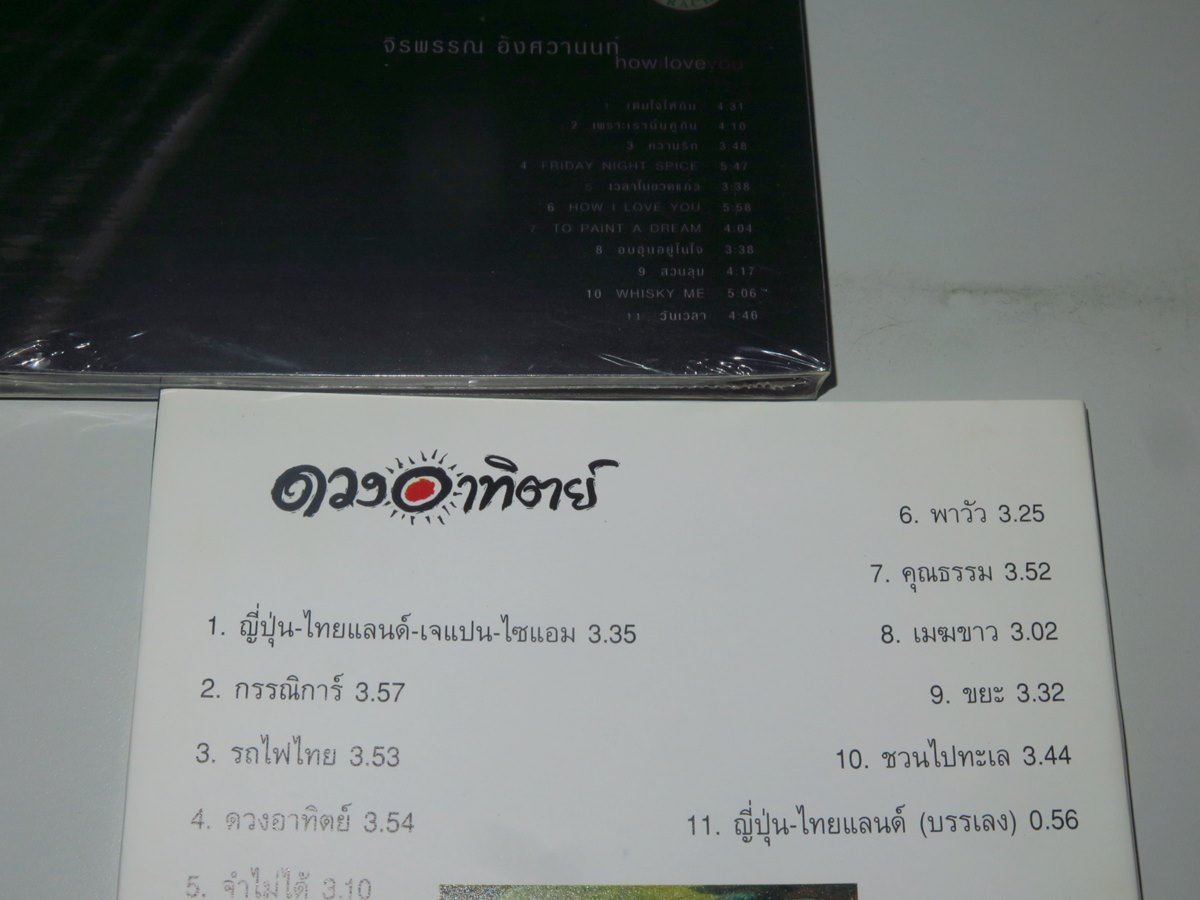 จิรพรรณ อังศวานนท์
how i love you
1 เต็มใจให้กัน 4:31
2 เพราะเรานั้นคู่กัน 4:10
3 ความรัก 3:48
4 FRIDAY NIGHT SPICE 5:47
5 เวลาในขวดแก้ว 3:38
6 HOW I LOVE YOU 5:58
7 TO PAINT A DREAM 4:04
8 อบอุ่นอยู่ในใจ 3:38
9 สวนลุม 4:17
10 WHISKY ME 5:06
11 วันเวลา 4:46
ดวงอาทิตย์
1. ญี่ปุ่น-ไทยแลนด์-เจแปน-ไซแอม 3.35
2. กรรณิการ์ 3.57
3. รถไฟไทย 3.53
4. ดวงอาทิตย์ 3.54
5. จำไม่ได้ 3.10
6. พาวัว 3.25
7. คุณธรรม 3.52
8. เมฆขาว 3.02
9. ขยะ 3.32
10. ชวนไปทะเล 3.44
11. ญี่ปุ่น-ไทยแลนด์ (บรรเลง) 0.56